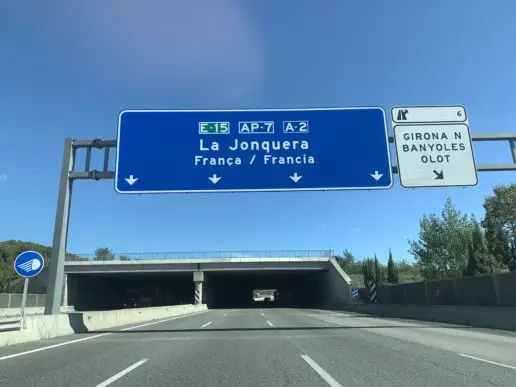 E-15 AP-7 A-2
La Jonquera
França / Francia
6
GIRONA N
BANYOLES
OLOT